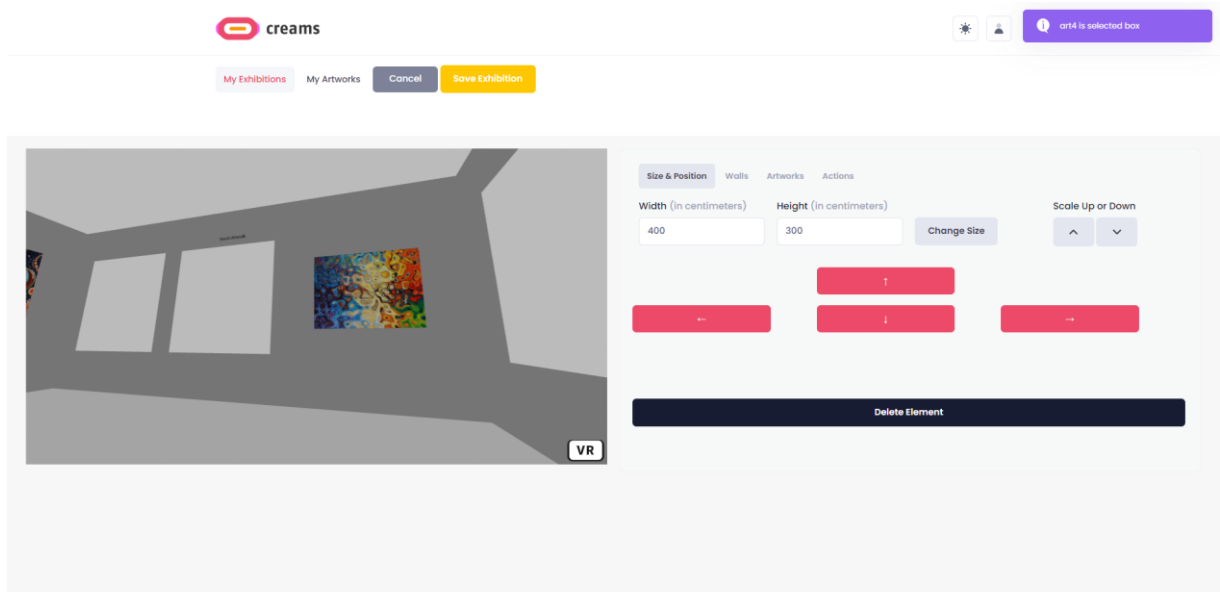 creams
art4 is selected box
My Exhibitions My Artworks Cancel Save Exhibition
Size & Position Walls Artworks Actions
Width (in centimeters) Height (in centimeters) Scale Up or Down
400 300 Change Size
↑
← ↓ →
Delete Element
VR